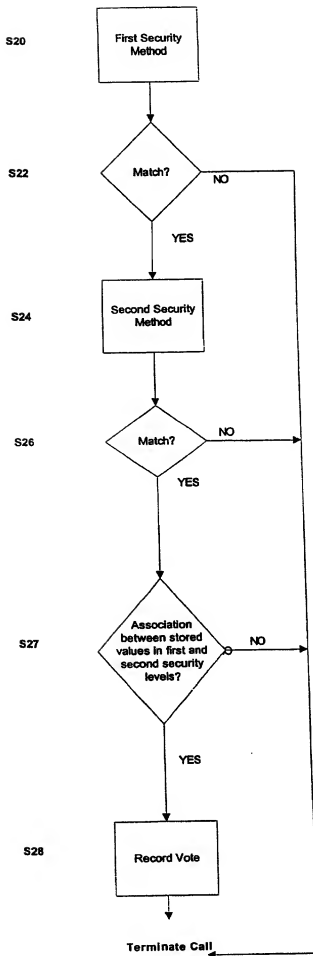 S20
First Security
Method
S22
Match?
NO
YES
S24
Second Security
Method
S26
Match?
NO
YES
S27
Association
between stored
values in first and
second security
levels?
NO
YES
S28
Record Vote
Terminate Call